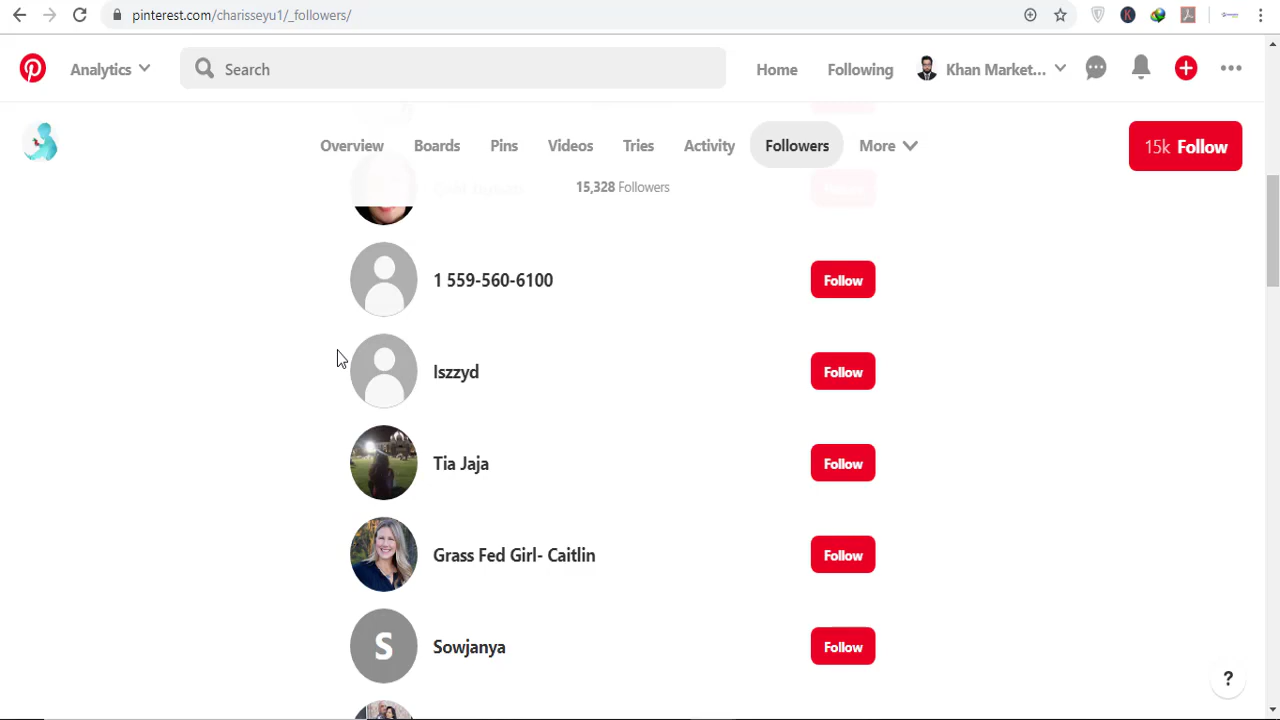 pinterest.com/charisseyu1/_followers/
Analytics
Search
Home
Following
Khan Market...
Overview
Boards
Pins
Videos
Tries
Activity
Followers
More
15k Follow
15,328 Followers
1 559-560-6100
Follow
Iszzyd
Follow
Tia Jaja
Follow
Grass Fed Girl- Caitlin
Follow
S
Sowjanya
Follow
?